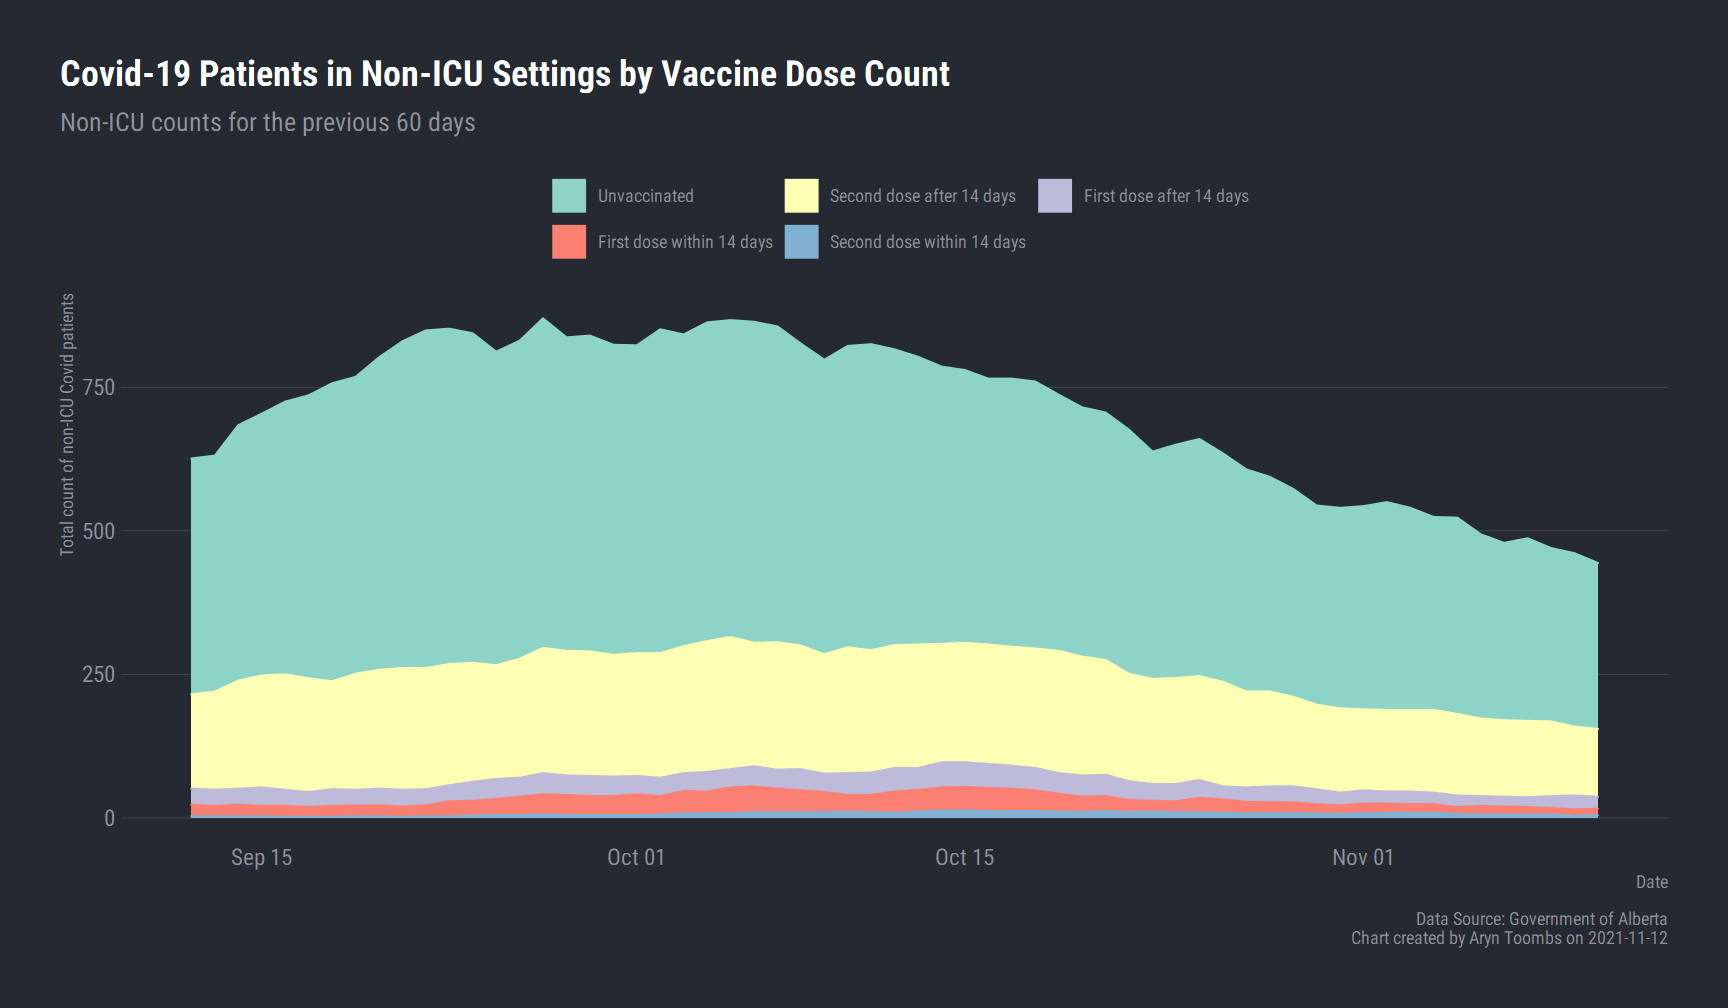 Covid-19 Patients in Non-ICU Settings by Vaccine Dose Count
Non-ICU counts for the previous 60 days
Unvaccinated
Second dose after 14 days
First dose after 14 days
First dose within 14 days
Second dose within 14 days
Total count of non-ICU Covid patients
750
500
250
0
Sep 15
Oct 01
Oct 15
Nov 01
Date
Data Source: Government of Alberta
Chart created by Aryn Toombs on 2021-11-12